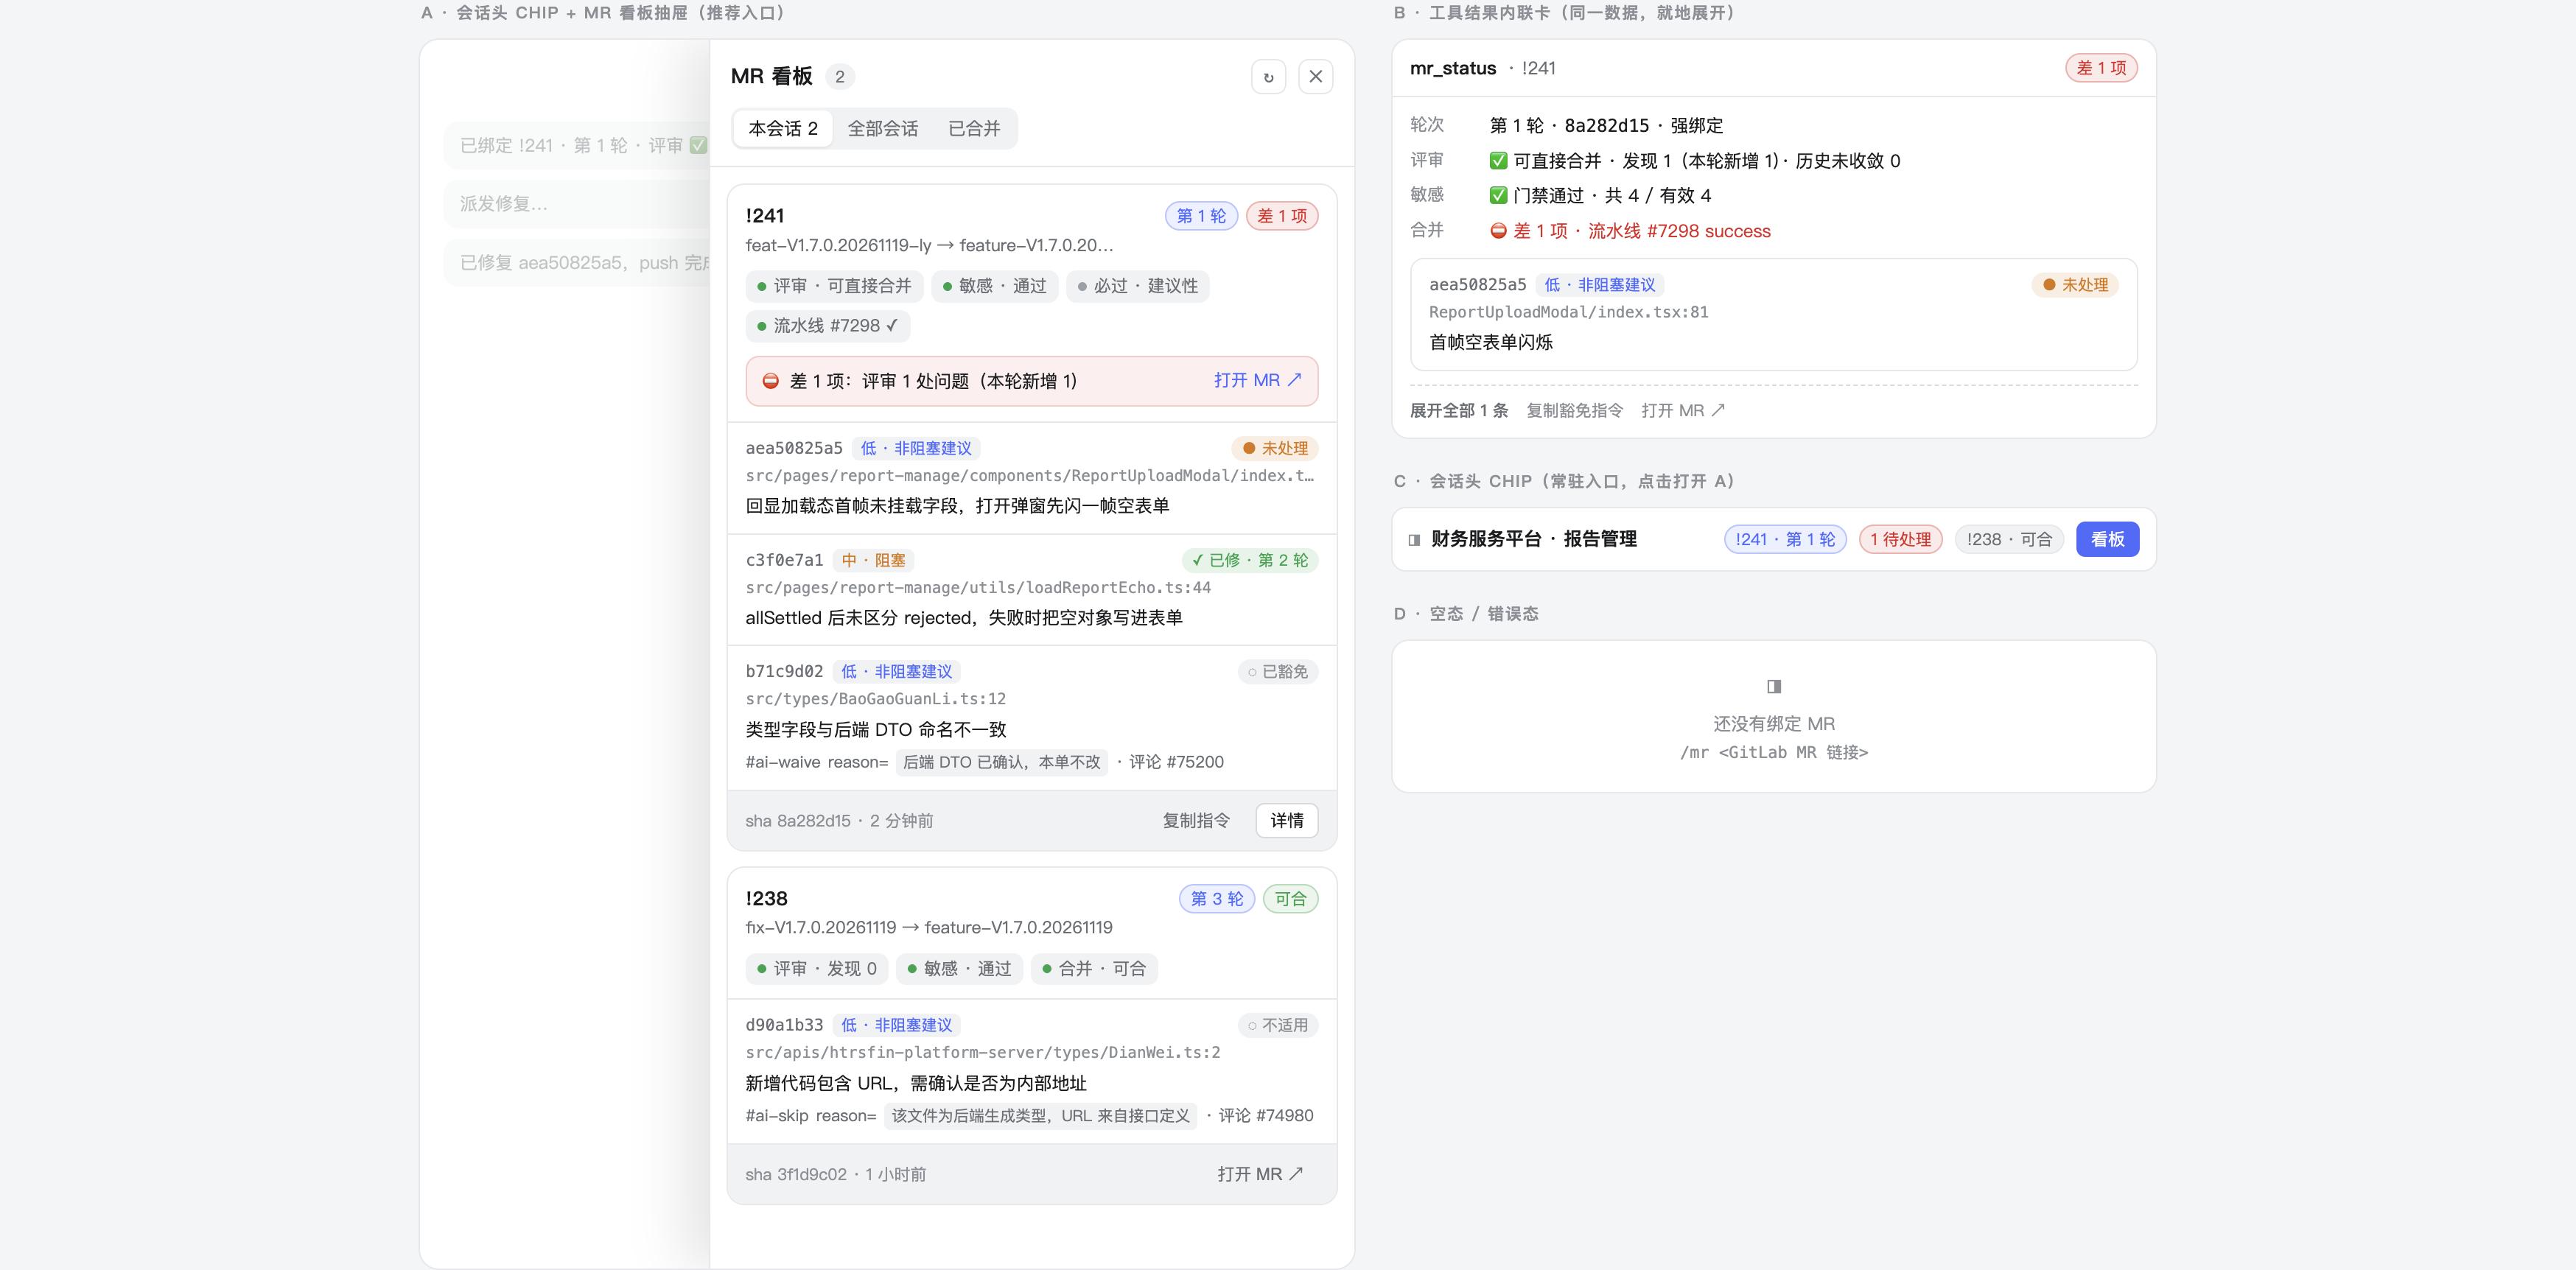 A · 会话头 CHIP + MR 看板抽屉（推荐入口）
已绑定 !241 · 第 1 轮 · 评审 ✅
派发修复…
已修复 aea50825a5，push 完成
MR 看板 2
↻ ✕
本会话 2 全部会话 已合并
!241 第 1 轮 差 1 项
feat-V1.7.0.20261119-ly → feature-V1.7.0.20…
评审 · 可直接合并 敏感 · 通过 必过 · 建议性
流水线 #7298 ✓
⛔ 差 1 项：评审 1 处问题（本轮新增 1） 打开 MR ↗
aea50825a5 低 · 非阻塞建议 未处理
src/pages/report-manage/components/ReportUploadModal/index.t…
回显加载态首帧未挂载字段，打开弹窗先闪一帧空表单
c3f0e7a1 中 · 阻塞 ✓ 已修 · 第 2 轮
src/pages/report-manage/utils/loadReportEcho.ts:44
allSettled 后未区分 rejected，失败时把空对象写进表单
b71c9d02 低 · 非阻塞建议 ○ 已豁免
src/types/BaoGaoGuanLi.ts:12
类型字段与后端 DTO 命名不一致
#ai-waive reason= 后端 DTO 已确认，本单不改 · 评论 #75200
sha 8a282d15 · 2 分钟前 复制指令 详情
!238 第 3 轮 可合
fix-V1.7.0.20261119 → feature-V1.7.0.20261119
评审 · 发现 0 敏感 · 通过 合并 · 可合
d90a1b33 低 · 非阻塞建议 ○ 不适用
src/apis/htrsfin-platform-server/types/DianWei.ts:2
新增代码包含 URL，需确认是否为内部地址
#ai-skip reason= 该文件为后端生成类型，URL 来自接口定义 · 评论 #74980
sha 3f1d9c02 · 1 小时前 打开 MR ↗
B · 工具结果内联卡（同一数据，就地展开）
mr_status · !241 差 1 项
轮次 第 1 轮 · 8a282d15 · 强绑定
评审 ✅ 可直接合并 · 发现 1（本轮新增 1）· 历史未收敛 0
敏感 ✅ 门禁通过 · 共 4 / 有效 4
合并 ⛔ 差 1 项 · 流水线 #7298 success
aea50825a5 低 · 非阻塞建议 未处理
ReportUploadModal/index.tsx:81
首帧空表单闪烁
展开全部 1 条 复制豁免指令 打开 MR ↗
C · 会话头 CHIP（常驻入口，点击打开 A）
财务服务平台 · 报告管理 !241 · 第 1 轮 1 待处理 !238 · 可合 看板
D · 空态 / 错误态
还没有绑定 MR
/mr <GitLab MR 链接>